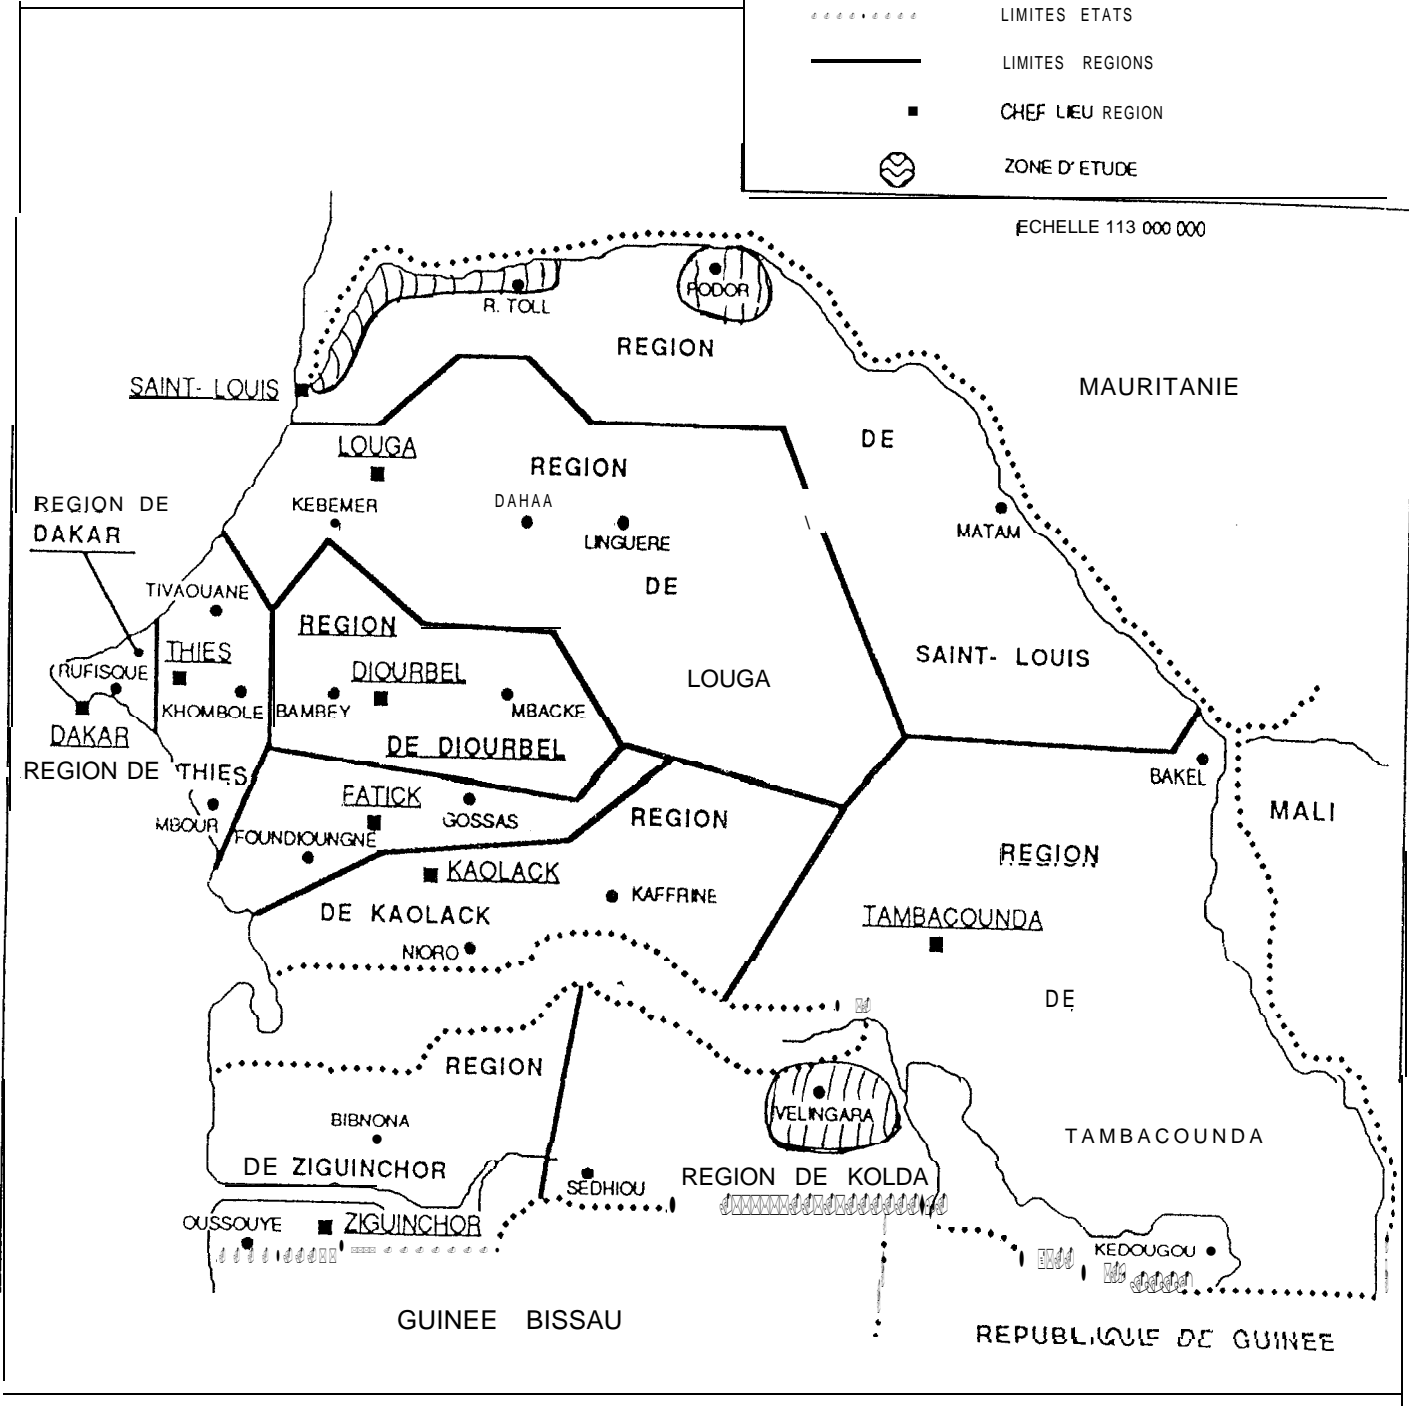 LIMITES ETATS
LIMITES REGIONS
CHEF LIEU REGION
ZONE D'ETUDE
ECHELLE 113 000 000
PODOR
R. TOLL
REGION
SAINT-LOUIS
MAURITANIE
DE
LOUGA
REGION
DAHAA
KEBEMER
REGION DE
DAKAR
LINGUERE
MATAM
DE
TIVAOUANE
REGION
THIES
SAINT-LOUIS
RUFISQUE
DIOURBEL
LOUGA
KHOMBOLE
BAMBEY
MBACKE
DAKAR
DE DIOURBEL
REGION DE THIES
BAKEL
FATICK
MALI
GOSSAS
REGION
MBOUR
FOUNDIOUNGNE
REGION
KAOLACK
KAFFRINE
DE KAOLACK
TAMBACOUNDA
NIORO
DE
REGION
VELINGARA
BIBNONA
TAMBACOUNDA
DE ZIGUINCHOR
REGION DE KOLDA
SEDHIOU
OUSSOUYE
ZIGUINCHOR
KEDOUGOU
GUINEE BISSAU
REPUBLIQUE DE GUINEE